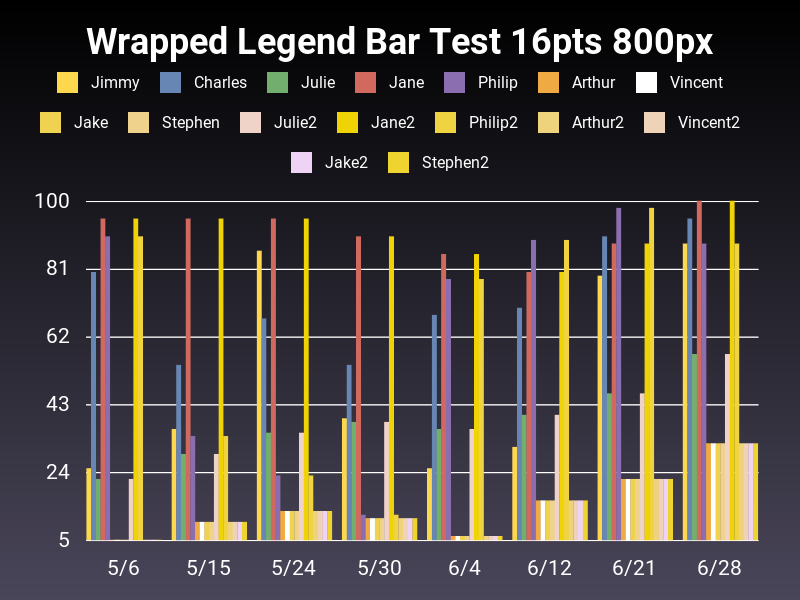 Wrapped Legend Bar Test 16pts 800px
Jimmy Charles Julie Jane Philip Arthur Vincent
Jake Stephen Julie2 Jane2 Philip2 Arthur2 Vincent2
Jake2 Stephen2
100
81
62
43
24
5
5/6 5/15 5/24 5/30 6/4 6/12 6/21 6/28